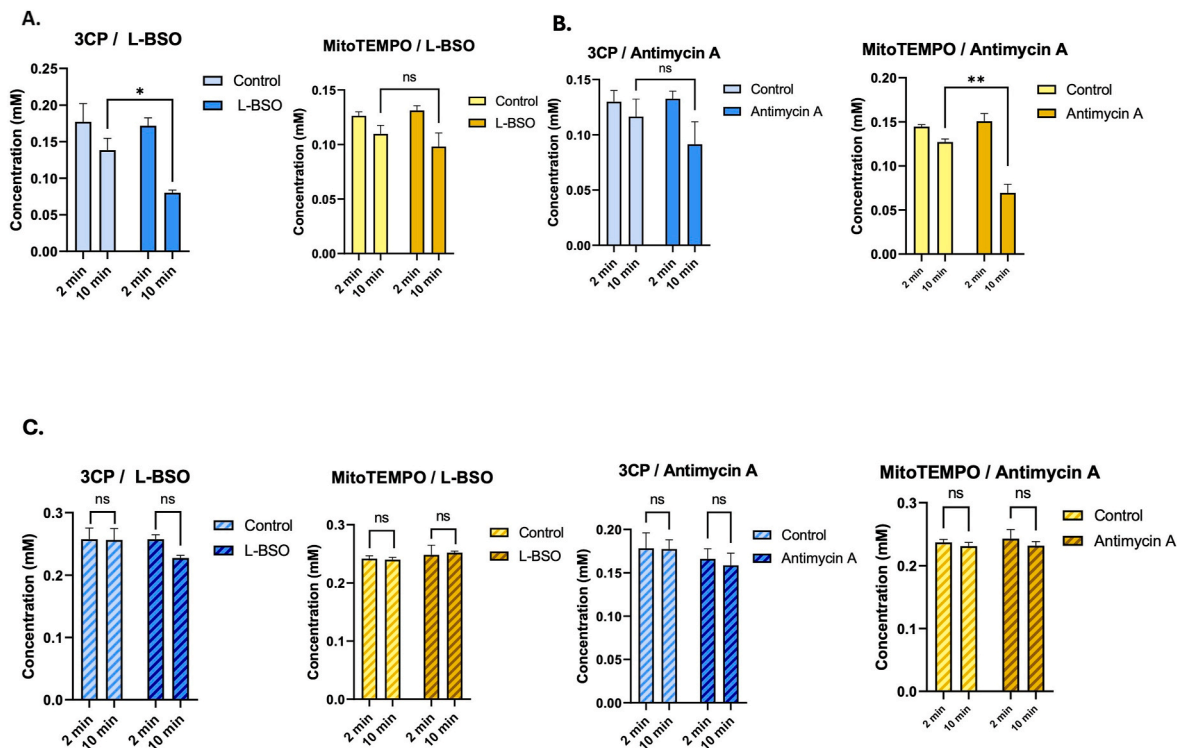 A.
3CP / L-BSO
Concentration (mM)
0.25
0.20
0.15
0.10
0.05
0.00
*
2 min
10 min
2 min
10 min
Control
L-BSO
MitoTEMPO / L-BSO
Concentration (mM)
0.15
0.10
0.05
0.00
ns
2 min
10 min
2 min
10 min
Control
L-BSO
B.
3CP / Antimycin A
Concentration (mM)
0.15
0.10
0.05
0.00
ns
2 min
10 min
2 min
10 min
Control
Antimycin A
MitoTEMPO / Antimycin A
Concentration (mM)
0.20
0.15
0.10
0.05
0.00
**
2 min
10 min
2 min
10 min
Control
Antimycin A
C.
3CP / L-BSO
Concentration (mM)
0.3
0.2
0.1
0.0
ns
ns
2 min
10 min
2 min
10 min
Control
L-BSO
MitoTEMPO / L-BSO
Concentration (mM)
0.3
0.2
0.1
0.0
ns
ns
2 min
10 min
2 min
10 min
Control
L-BSO
3CP / Antimycin A
Concentration (mM)
0.20
0.15
0.10
0.05
0.00
ns
ns
2 min
10 min
2 min
10 min
Control
Antimycin A
MitoTEMPO / Antimycin A
Concentration (mM)
0.3
0.2
0.1
0.0
ns
ns
2 min
10 min
2 min
10 min
Control
Antimycin A